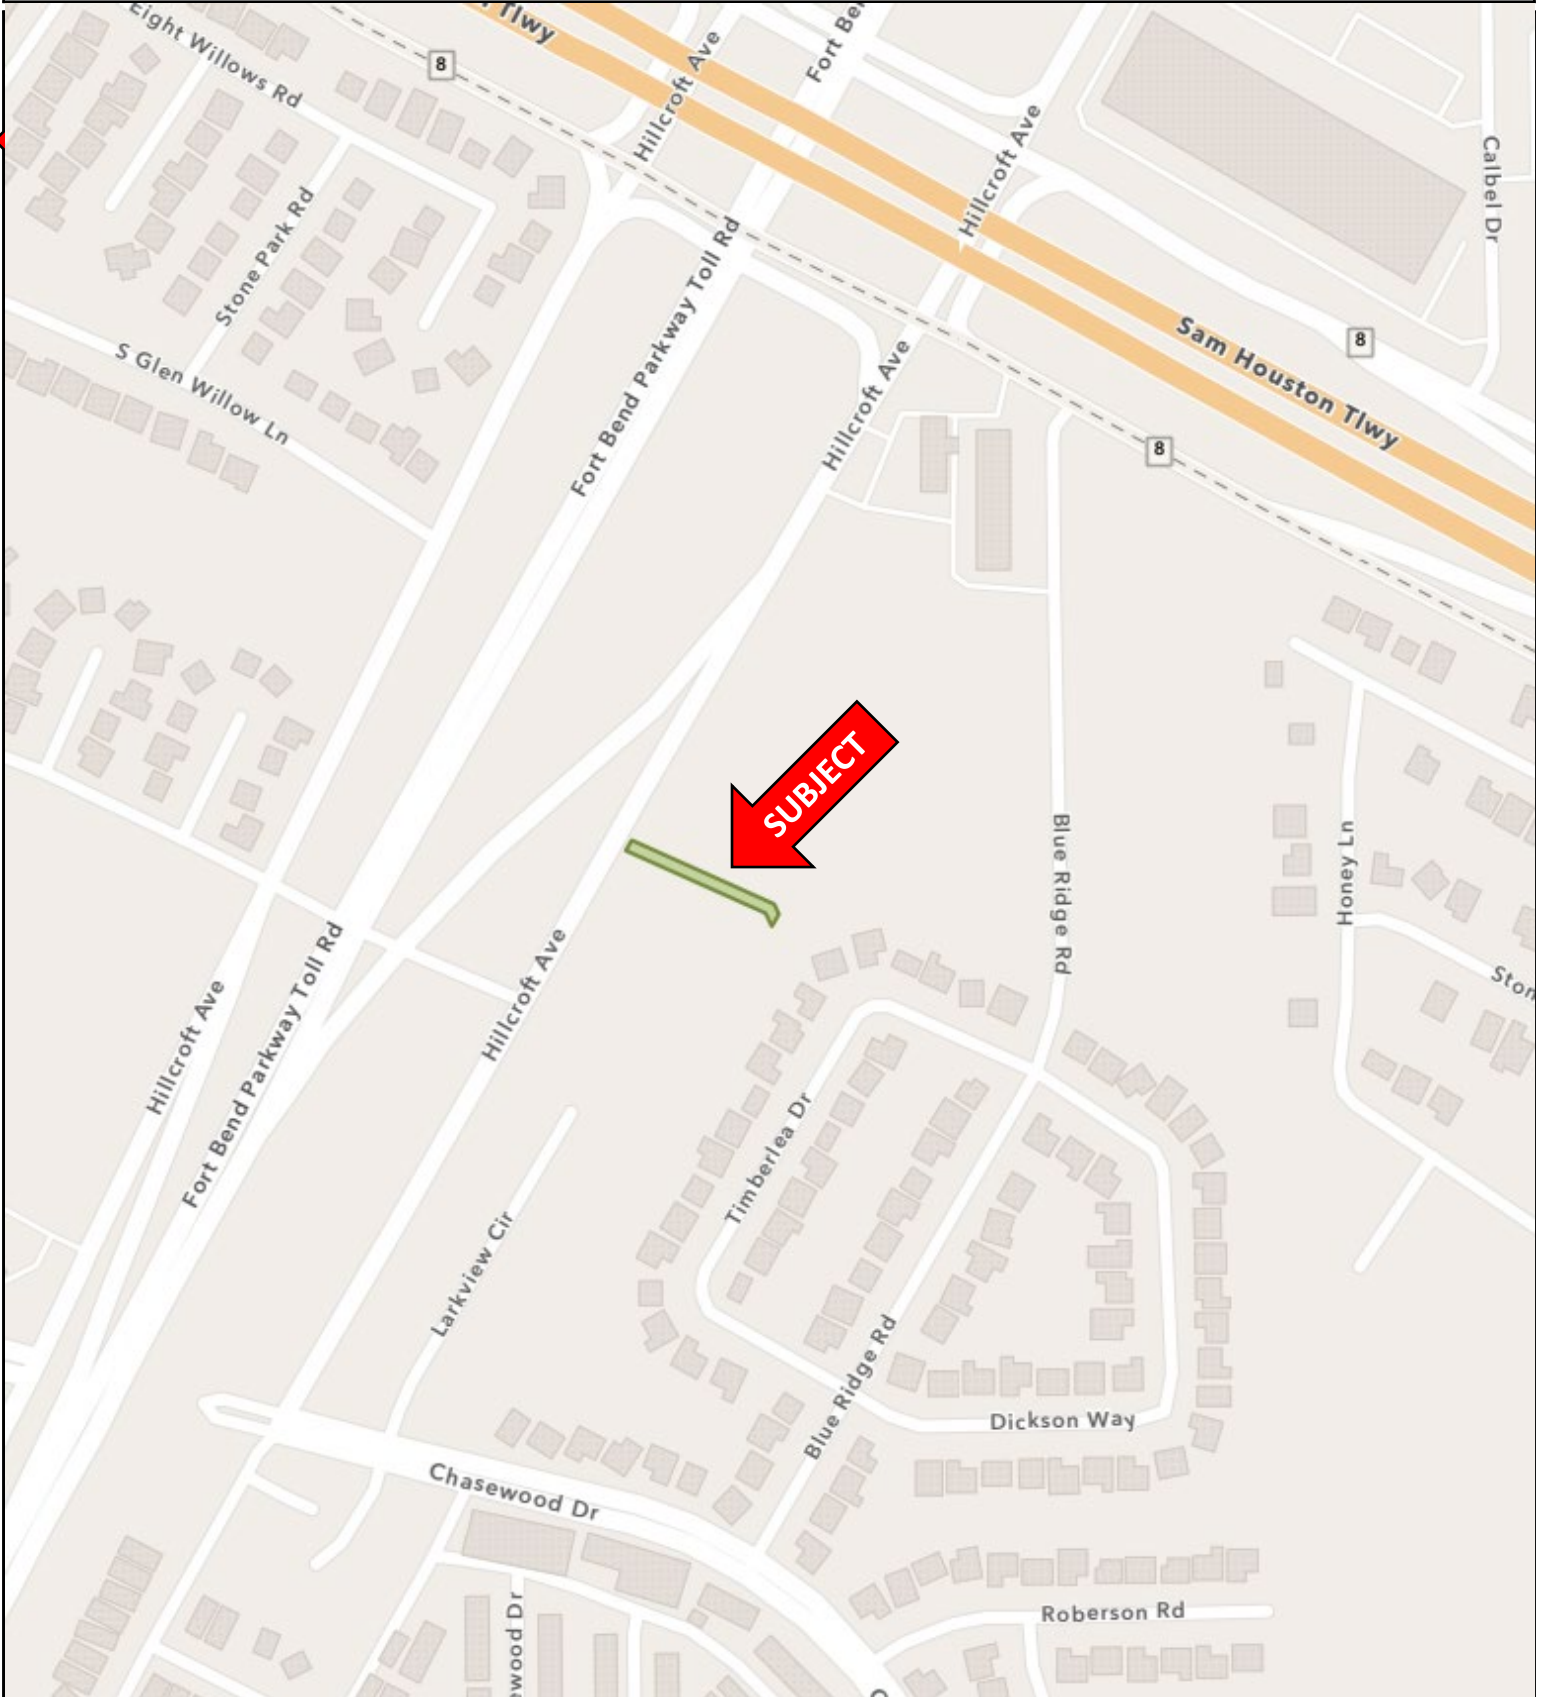 Tlwy
Fort Ben
Eight Willows Rd
Hillcroft Ave
8
Hillcroft Ave
Calbel Dr
Stone Park Rd
Fort Bend Parkway Toll Rd
S Glen Willow Ln
Hillcroft Ave
8
Sam Houston Tlwy
8
SUBJECT
Blue Ridge Rd
Honey Ln
Ston
Hillcroft Ave
Hillcroft Ave
Fort Bend Parkway Toll Rd
Timberlea Dr
Larkview Cir
Blue Ridge Rd
Dickson Way
Chasewood Dr
ewood Dr
Roberson Rd